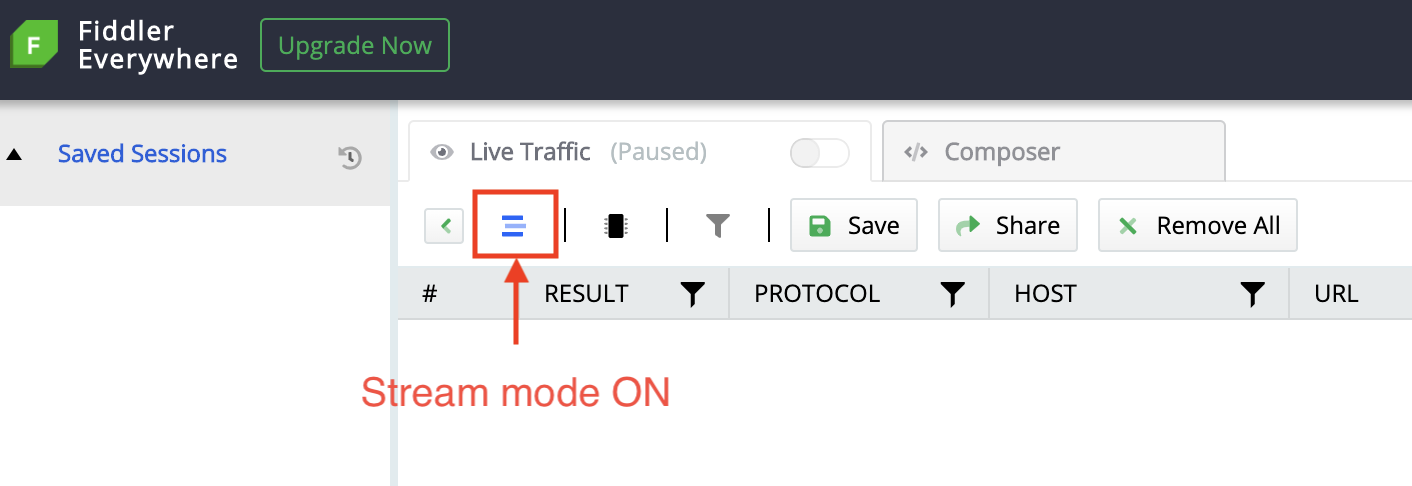 F
Fiddler
Everywhere
Upgrade Now
Saved Sessions
Live Traffic (Paused)
</> Composer
Save
Share
Remove All
# RESULT PROTOCOL HOST URL
Stream mode ON